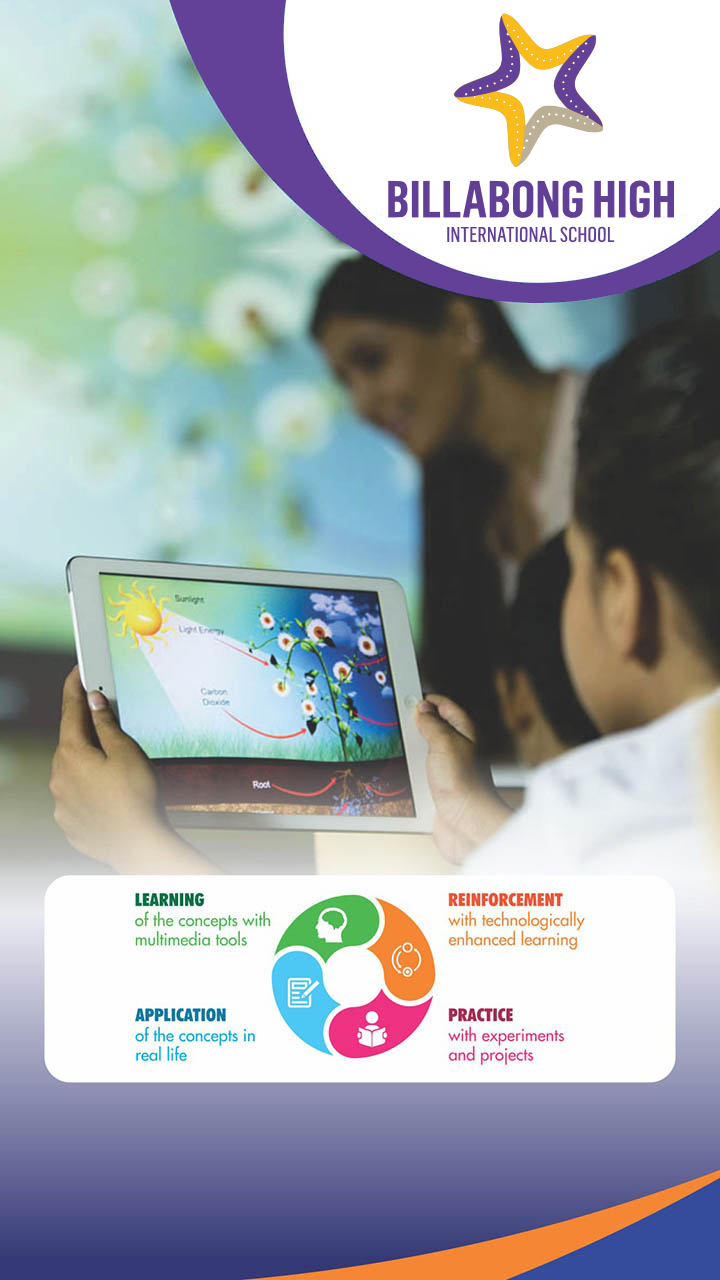 BILLABONG HIGH
INTERNATIONAL SCHOOL
Sunlight
Light Energy
Carbon
Dioxide
Root
LEARNING
of the concepts with
multimedia tools
REINFORCEMENT
with technologically
enhanced learning
APPLICATION
of the concepts in
real life
PRACTICE
with experiments
and projects